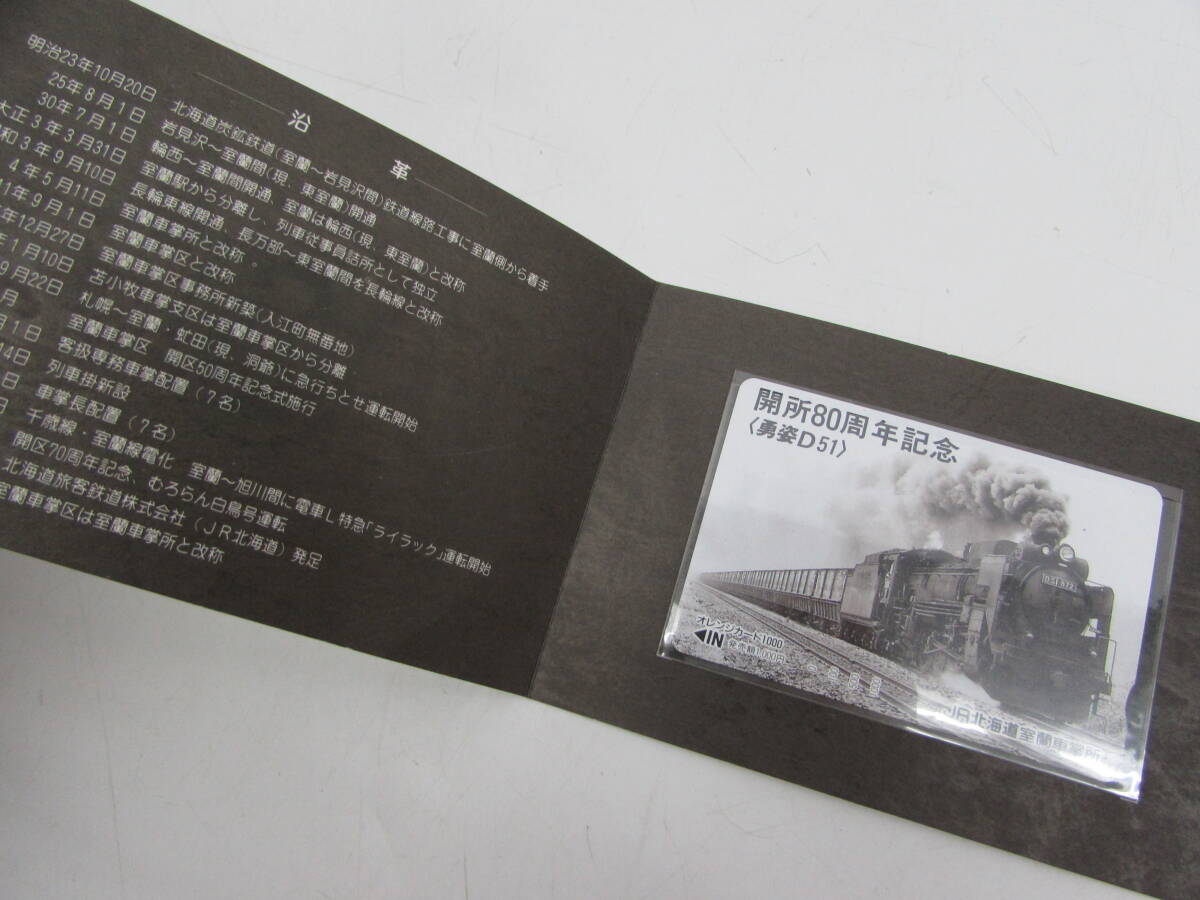 沿革
明治23年10月20日 北海道炭鉱鉄道(室蘭～岩見沢間)鉄道線路工事に室蘭側から着手
25年8月1日 岩見沢～室蘭間(現、東室蘭)開通
30年7月1日 輪西～室蘭間開通、室蘭は輪西(現、東室蘭)と改称
大正3年3月31日 室蘭駅から分離し、列車従事員詰所として独立
和3年9月10日 長輪東線開通、長万部～東室蘭間を長輪線と改称
4年5月11日 室蘭車掌所と改称。
11年9月1日 室蘭車掌区と改称
年12月27日 室蘭車掌区事務所新築(入江町無番地)
年1月10日 苫小牧車掌支区は室蘭車掌区から分離
9月22日 札幌～室蘭・虻田(現、洞爺)に急行ちとせ運転開始
月 室蘭車掌区 開区50周年記念式施行
月1日 客扱専務車掌配置(7名)
14日 列車掛新設
日 車掌長配置(7名)
日 千歳線・室蘭線電化 室蘭～旭川間に電車L特急「ライラック」運転開始
開区70周年記念、むろらん白鳥号運転
北海道旅客鉄道株式会社(JR北海道)発足
室蘭車掌区は室蘭車掌所と改称
開所80周年記念
〈勇姿D51〉
オレンジカード1000
◀IN 発売額1,000円
JR北海道室蘭車掌所